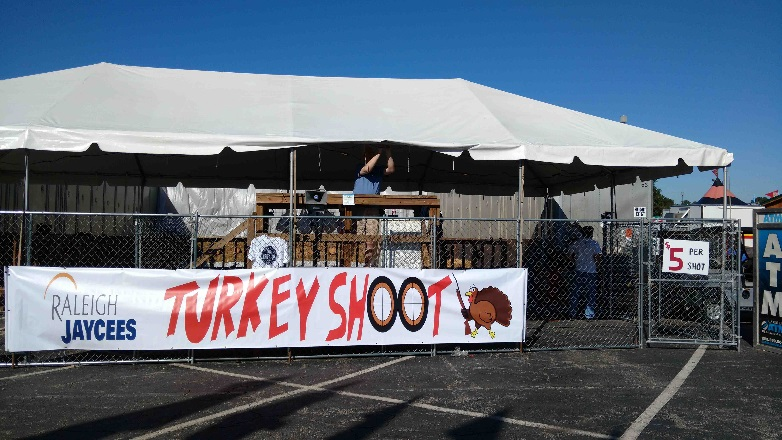 RALEIGH
JAYCEES
TURKEY SHOOT
$5 PER
SHOT
ATM